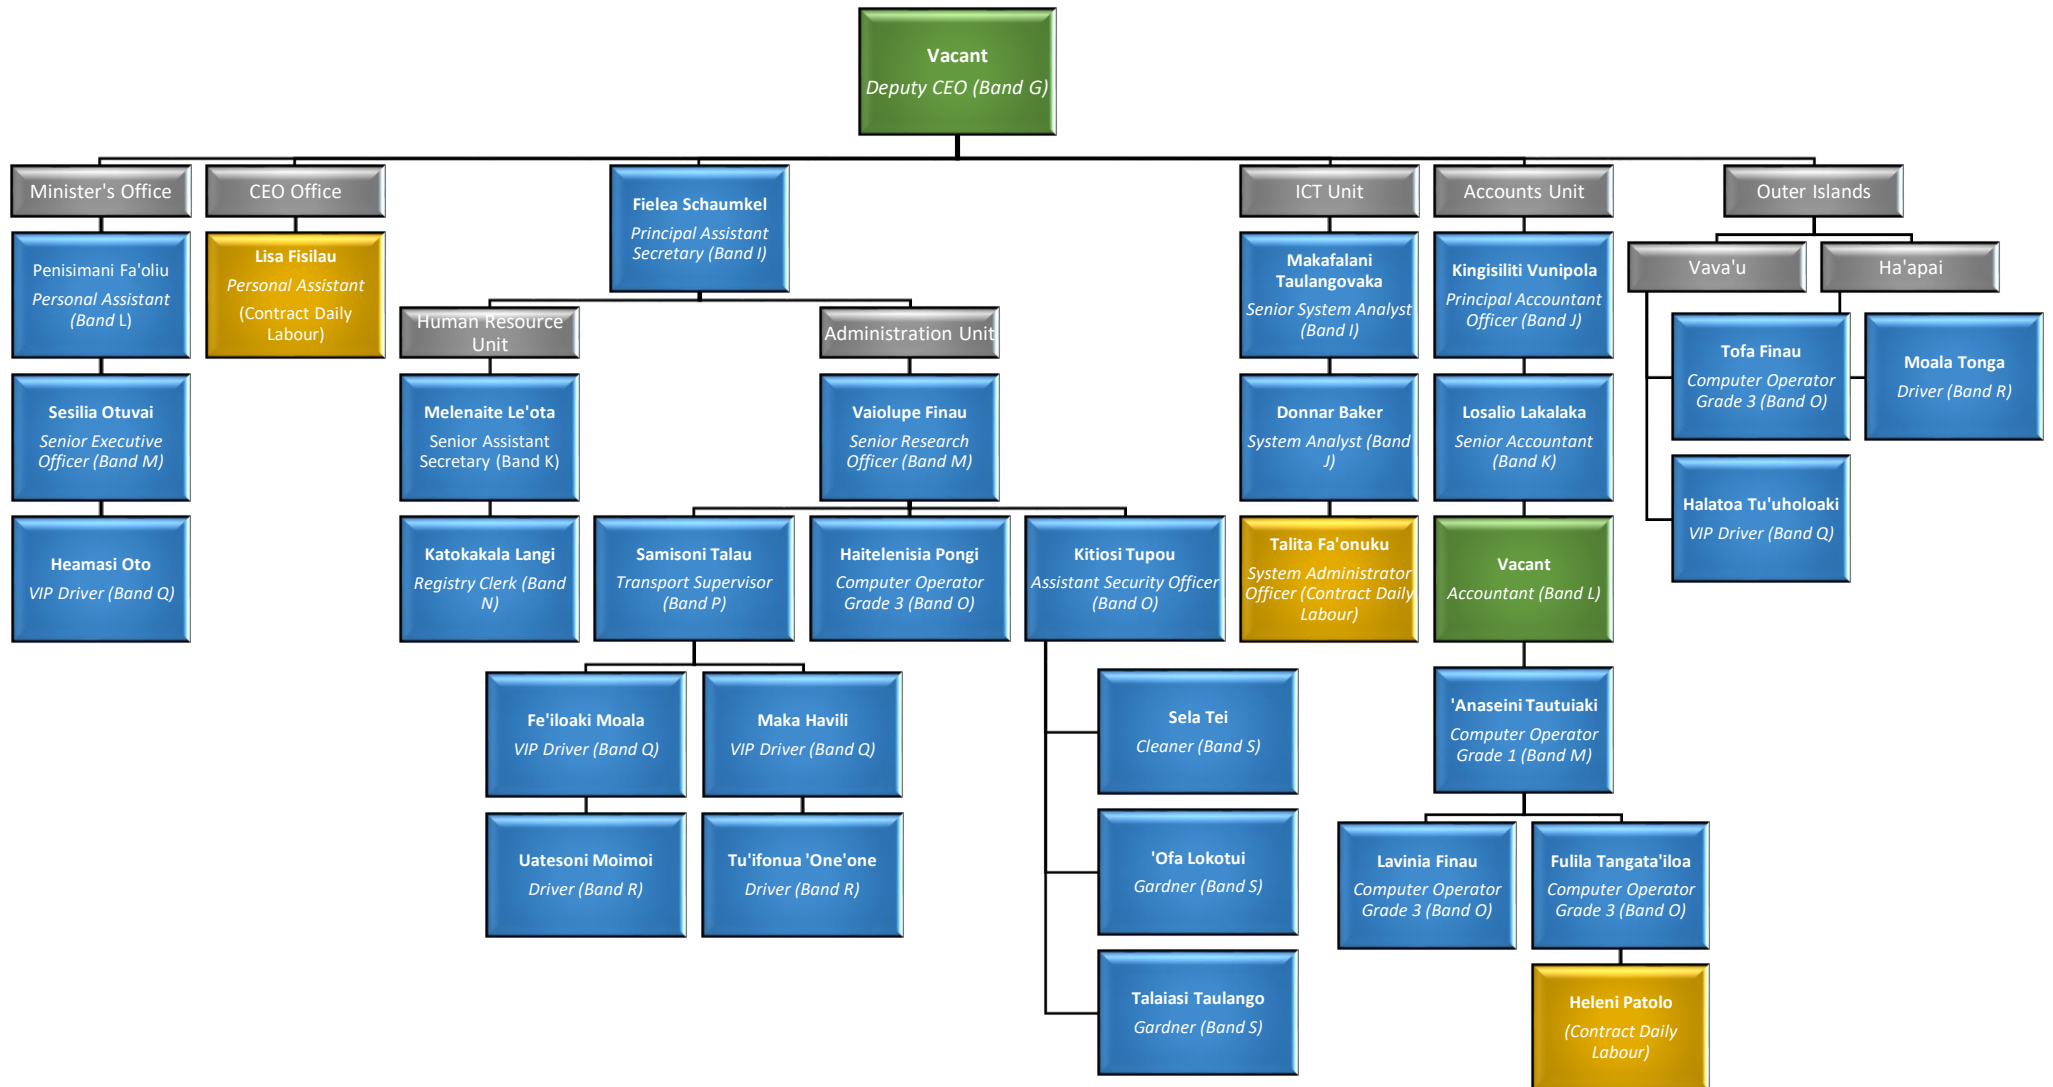 Vacant
Deputy CEO (Band G)
Minister's Office
CEO Office
Fielea Schaumkel
Principal Assistant
Secretary (Band I)
ICT Unit
Accounts Unit
Outer Islands
Penisimani Fa'oliu
Personal Assistant
(Band L)
Lisa Fisilau
Personal Assistant
(Contract Daily
Labour)
Makafalani
Taulangovaka
Senior System Analyst
(Band I)
Kingisiliti Vunipola
Principal Accountant
Officer (Band J)
Vava'u
Ha'apai
Human Resource
Unit
Administration Unit
Tofa Finau
Computer Operator
Grade 3 (Band O)
Moala Tonga
Driver (Band R)
Sesilia Otuvai
Senior Executive
Officer (Band M)
Melenaite Le'ota
Senior Assistant
Secretary (Band K)
Vaiolupe Finau
Senior Research
Officer (Band M)
Donnar Baker
System Analyst (Band
J)
Losalio Lakalaka
Senior Accountant
(Band K)
Halatoa Tu'uholoaki
VIP Driver (Band Q)
Heamasi Oto
VIP Driver (Band Q)
Katokakala Langi
Registry Clerk (Band
N)
Samisoni Talau
Transport Supervisor
(Band P)
Haitelenisia Pongi
Computer Operator
Grade 3 (Band O)
Kitiosi Tupou
Assistant Security Officer
(Band O)
Talita Fa'onuku
System Administrator
Officer (Contract Daily
Labour)
Vacant
Accountant (Band L)
Fe'iloaki Moala
VIP Driver (Band Q)
Maka Havili
VIP Driver (Band Q)
Sela Tei
Cleaner (Band S)
'Anaseini Tautuiaki
Computer Operator
Grade 1 (Band M)
Uatesoni Moimoi
Driver (Band R)
Tu'ifonua 'One'one
Driver (Band R)
'Ofa Lokotui
Gardner (Band S)
Lavinia Finau
Computer Operator
Grade 3 (Band O)
Fulila Tangata'iloa
Computer Operator
Grade 3 (Band O)
Talaiasi Taulango
Gardner (Band S)
Heleni Patolo
(Contract Daily
Labour)